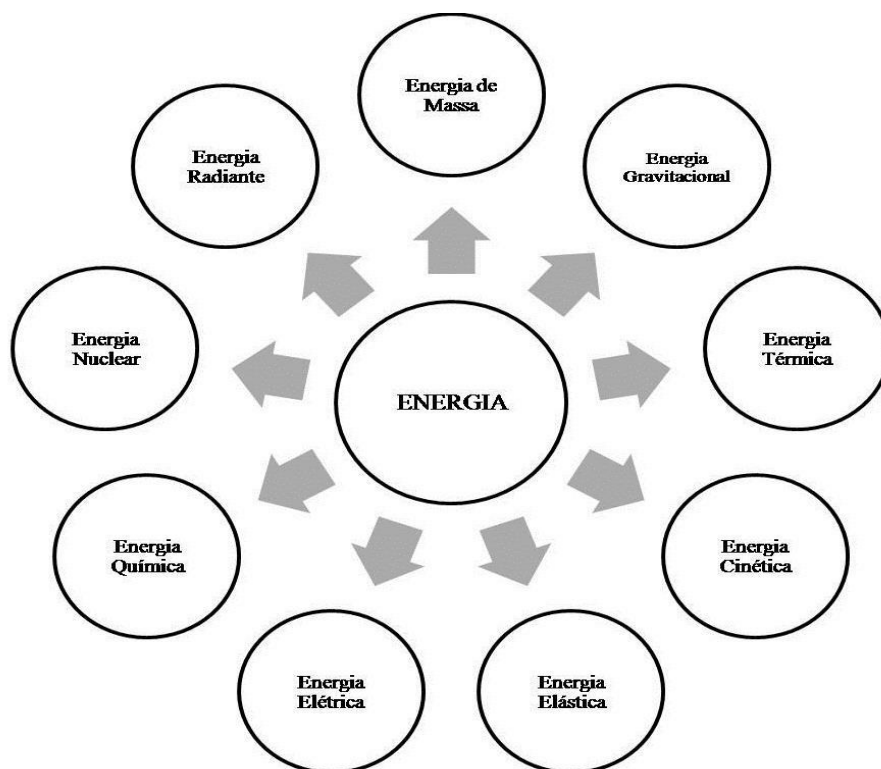 Energia de
Massa
Energia
Gravitacional
Energia
Térmica
Energia
Cinética
Energia
Elástica
Energia
Elétrica
Energia
Química
Energia
Nuclear
Energia
Radiante
ENERGIA